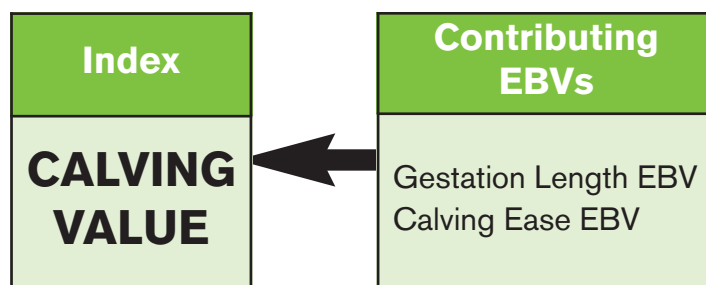 Index
CALVING
VALUE
Contributing
EBVs
Gestation Length EBV
Calving Ease EBV